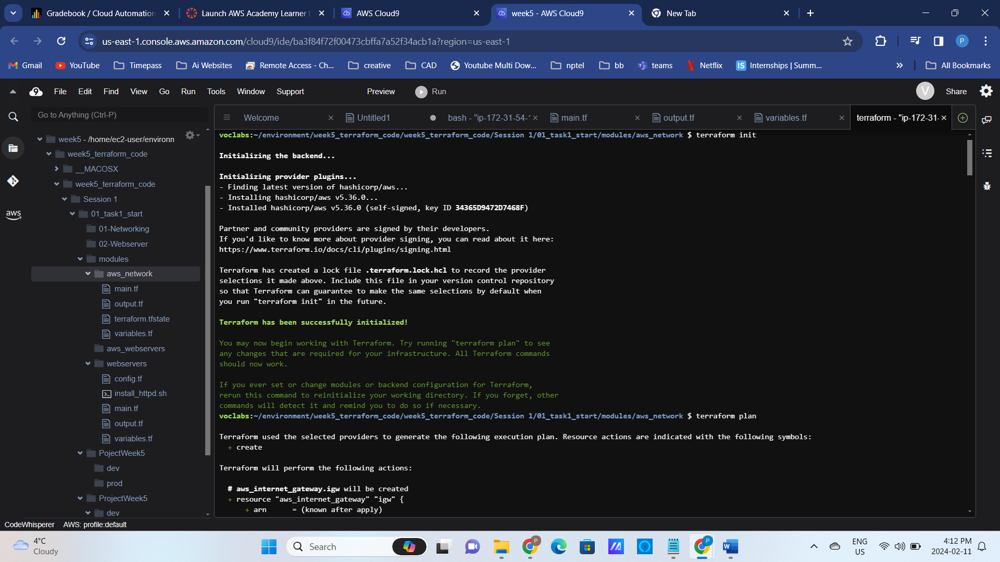 Gradebook / Cloud Automation
Launch AWS Academy Learner
AWS Cloud9
week5 - AWS Cloud9
New Tab
us-east-1.console.aws.amazon.com/cloud9/ide/ba3f84f72f00473cbffa7a52f34acb1a?region=us-east-1
P
Gmail
YouTube
Timepass
Ai Websites
Remote Access - Ch...
creative
CAD
Youtube Multi Dow...
nptel
bb
teams
Netflix
IS Internships | Summ...
All Bookmarks
9 File Edit Find View Go Run Tools Window Support Preview Run V Share
Go to Anything (Ctrl-P)
Welcome
Untitled1
bash - "ip-172-31-54-1
main.tf
output.tf
variables.tf
terraform - "ip-172-31-
aws
week5 - /home/ec2-user/environm
week5_terraform_code
__MACOSX
week5_terraform_code
Session 1
01_task1_start
01-Networking
02-Webserver
modules
aws_network
main.tf
output.tf
terraform.tfstate
variables.tf
aws_webservers
webservers
config.tf
install_httpd.sh
main.tf
output.tf
variables.tf
PojectWeek5
dev
prod
ProjectWeek5
dev
voclabs:~/environment/week5_terraform_code/week5_terraform_code/Session 1/01_task1_start/modules/aws_network $ terraform init
Initializing the backend...
Initializing provider plugins...
- Finding latest version of hashicorp/aws...
- Installing hashicorp/aws v5.36.0...
- Installed hashicorp/aws v5.36.0 (self-signed, key ID 34365D9472D7468F)
Partner and community providers are signed by their developers.
If you'd like to know more about provider signing, you can read about it here:
https://www.terraform.io/docs/cli/plugins/signing.html
Terraform has created a lock file .terraform.lock.hcl to record the provider
selections it made above. Include this file in your version control repository
so that Terraform can guarantee to make the same selections by default when
you run "terraform init" in the future.
Terraform has been successfully initialized!
You may now begin working with Terraform. Try running "terraform plan" to see
any changes that are required for your infrastructure. All Terraform commands
should now work.
If you ever set or change modules or backend configuration for Terraform,
rerun this command to reinitialize your working directory. If you forget, other
commands will detect it and remind you to do so if necessary.
voclabs:~/environment/week5_terraform_code/week5_terraform_code/Session 1/01_task1_start/modules/aws_network $ terraform plan
Terraform used the selected providers to generate the following execution plan. Resource actions are indicated with the following symbols:
+ create
Terraform will perform the following actions:
# aws_internet_gateway.igw will be created
+ resource "aws_internet_gateway" "igw" {
+ arn = (known after apply)
CodeWhisperer AWS: profile:default
4°C
Cloudy
Search
ENG
US
4:12 PM
2024-02-11